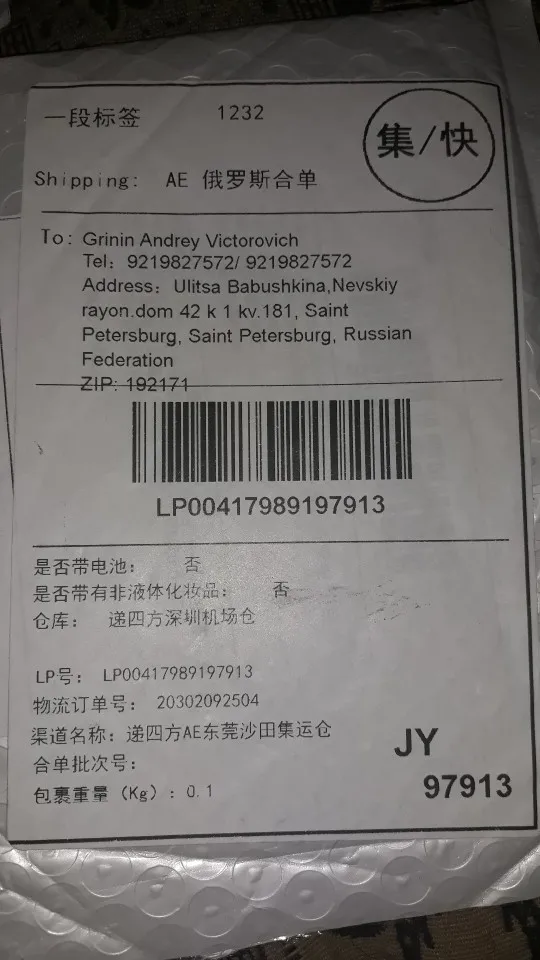 一段标签 1232
集/快
Shipping: AE 俄罗斯合单
To: Grinin Andrey Victorovich
Tel: 9219827572/ 9219827572
Address: Ulitsa Babushkina,Nevskiy
rayon.dom 42 k 1 kv.181, Saint
Petersburg, Saint Petersburg, Russian
Federation
ZIP: 192171
LP00417989197913
是否带电池: 否
是否带有非液体化妆品: 否
仓库: 递四方深圳机场仓
LP号: LP00417989197913
物流订单号: 20302092504
渠道名称: 递四方AE东莞沙田集运仓
合单批次号:
包裹重量 (Kg) : 0.1
JY
97913